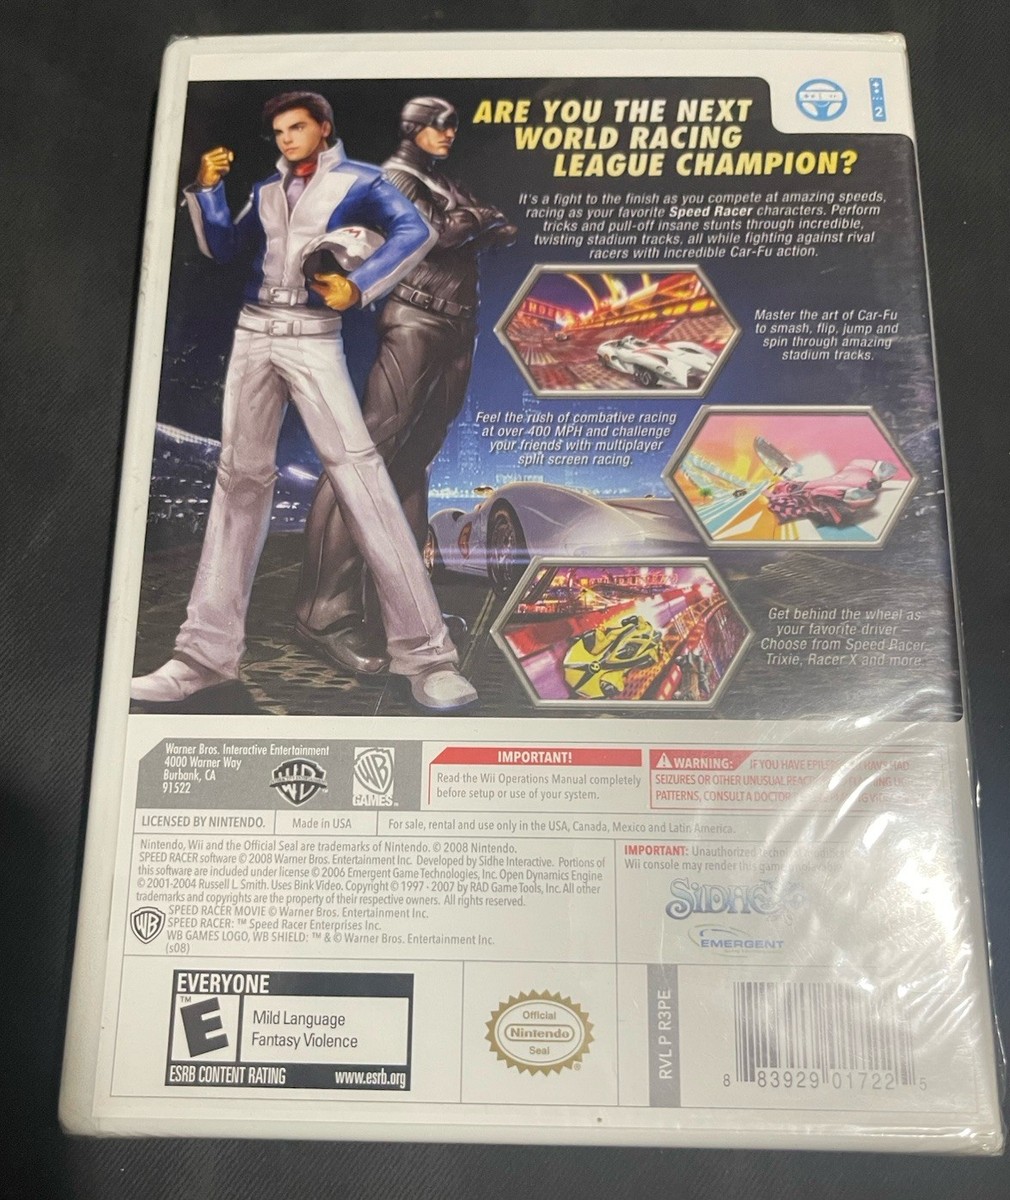 2
ARE YOU THE NEXT
WORLD RACING
LEAGUE CHAMPION?
It's a fight to the finish as you compete at amazing speeds,
racing as your favorite Speed Racer characters. Perform
tricks and pull-off insane stunts through incredible,
twisting stadium tracks, all while fighting against rival
racers with incredible Car-Fu action.
Master the art of Car-Fu
to smash, flip, jump and
spin through amazing
stadium tracks.
Feel the rush of combative racing
at over 400 MPH and challenge
your friends with multiplayer
split screen racing.
Get behind the wheel as
your favorite driver –
Choose from Speed Racer,
Trixie, Racer X and more.
Warner Bros. Interactive Entertainment
4000 Warner Way
Burbank, CA
91522
WB
GAMES™
IMPORTANT!
Read the Wii Operations Manual completely
before setup or use of your system.
WARNING: IF YOU HAVE HAD
SEIZURES OR OTHER UNUSUAL
PATTERNS, CONSULT A DOCTOR
LICENSED BY NINTENDO.
Made in USA
For sale, rental and use only in the USA, Canada, Mexico and Latin America.
Nintendo, Wii and the Official Seal are trademarks of Nintendo. © 2008 Nintendo.
SPEED RACER software © 2008 Warner Bros. Entertainment Inc. Developed by Sidhe Interactive. Portions of
this software are included under license © 2006 Emergent Game Technologies, Inc. Open Dynamics Engine
© 2001-2004 Russell L. Smith. Uses Bink Video. Copyright © 1997 - 2007 by RAD Game Tools, Inc. All other
trademarks and copyrights are the property of their respective owners. All rights reserved.
WB
SPEED RACER MOVIE © Warner Bros. Entertainment Inc.
SPEED RACER: ™ Speed Racer Enterprises Inc.
WB GAMES LOGO, WB SHIELD: ™ & © Warner Bros. Entertainment Inc.
(s08)
IMPORTANT: Unauthorized
Wii console may render this game
SIDHE
EMERGENT
EVERYONE
E™
Mild Language
Fantasy Violence
ESRB CONTENT RATING www.esrb.org
Official
Nintendo
Seal
RVL P R3PE
8 83929 01722 5